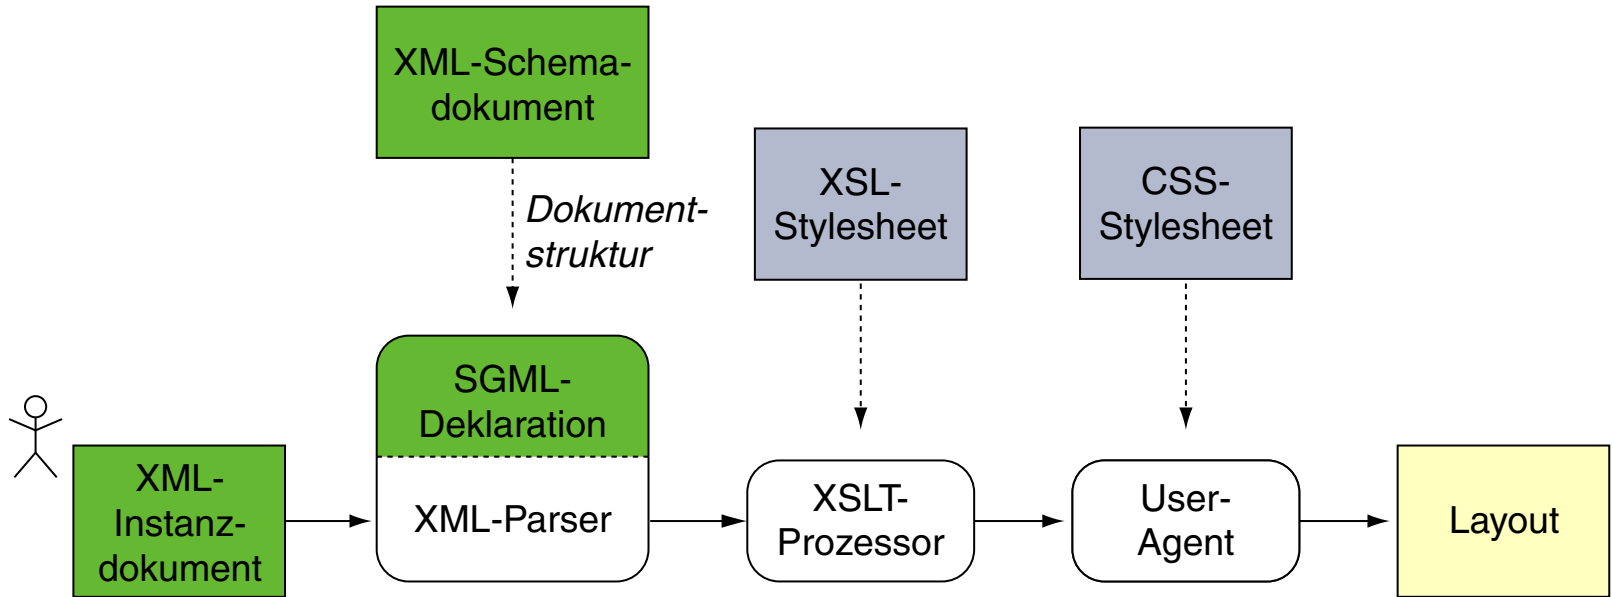 XML-Schema-
dokument
Dokument-
struktur
XSL-
Stylesheet
CSS-
Stylesheet
SGML-
Deklaration
XML-
Instanz-
dokument
XML-Parser
XSLT-
Prozessor
User-
Agent
Layout